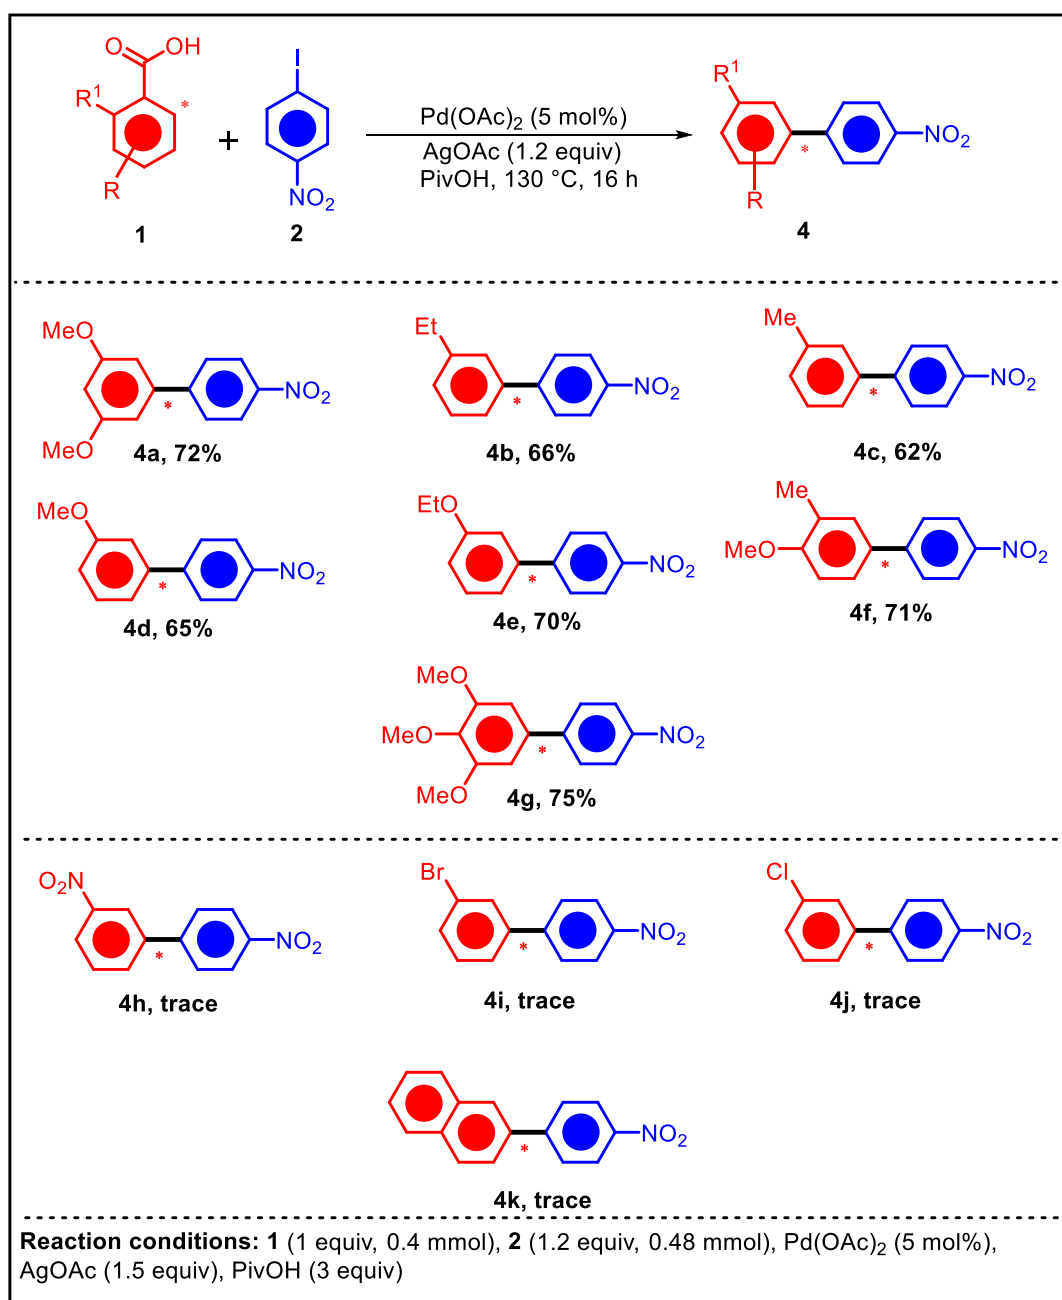 O OH
R¹ *
R
1
+
I
NO₂
2
Pd(OAc)₂ (5 mol%)
AgOAc (1.2 equiv)
PivOH, 130 °C, 16 h
R¹
NO₂
*
R
4
MeO
NO₂
*
MeO
4a, 72%
Et
NO₂
*
4b, 66%
Me
NO₂
*
4c, 62%
MeO
NO₂
*
4d, 65%
EtO
NO₂
*
4e, 70%
Me
MeO NO₂
*
4f, 71%
MeO
MeO NO₂
*
MeO
4g, 75%
O₂N
NO₂
*
4h, trace
Br
NO₂
*
4i, trace
Cl
NO₂
*
4j, trace
NO₂
*
4k, trace
Reaction conditions: 1 (1 equiv, 0.4 mmol), 2 (1.2 equiv, 0.48 mmol), Pd(OAc)₂ (5 mol%),
AgOAc (1.5 equiv), PivOH (3 equiv)